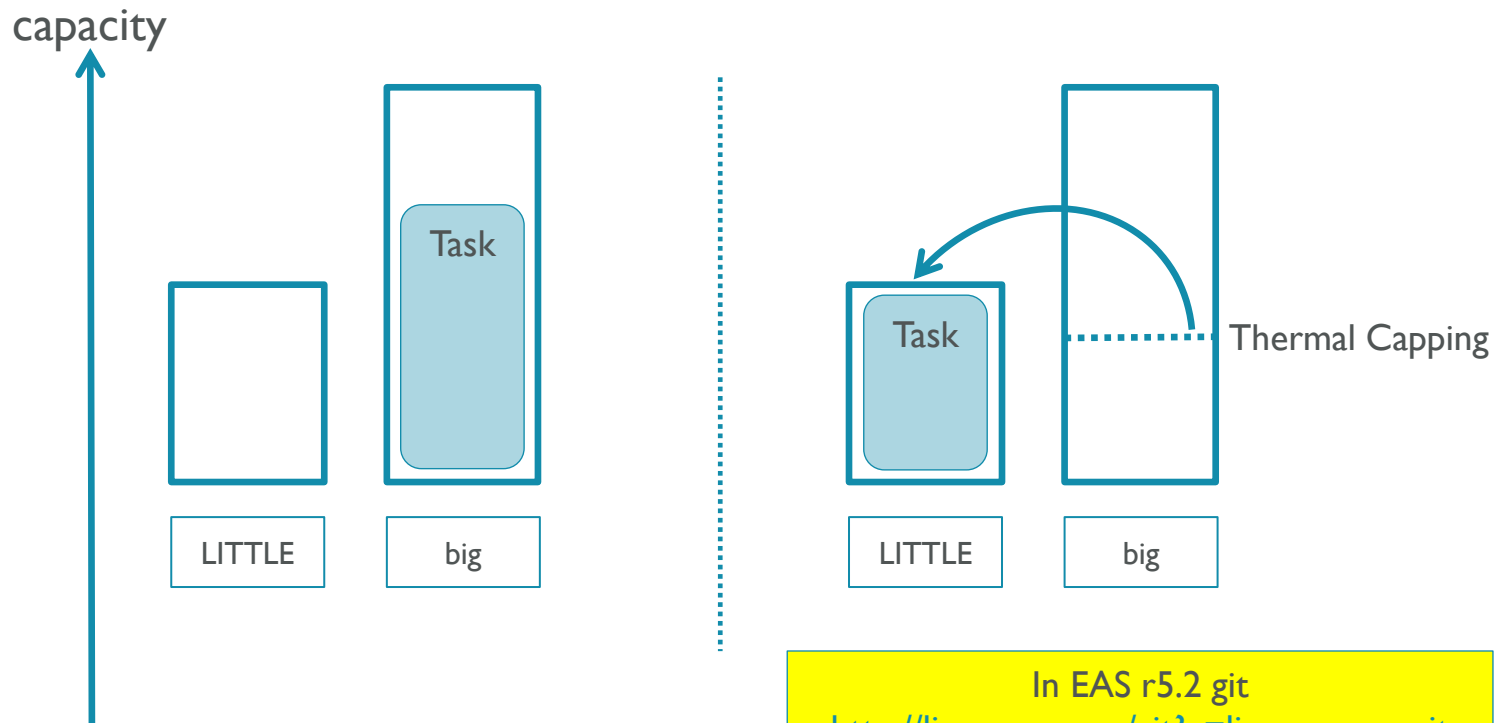 capacity
Task
LITTLE
big
Task
Thermal Capping
LITTLE
big
In EAS r5.2 git